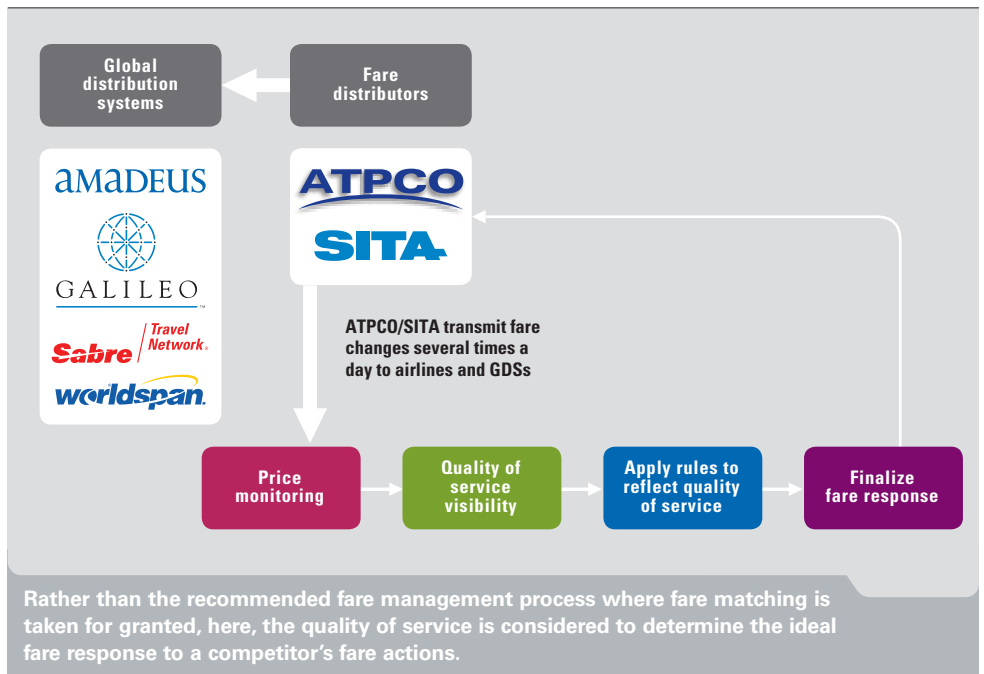 Global
distribution
systems
Fare
distributors
aMaDEUS
GALILEO™
Sabre
Travel
Network®
worldspan.
ATPCO
SITA
ATPCO/SITA transmit fare
changes several times a
day to airlines and GDSs
Price
monitoring
Quality of
service
visibility
Apply rules to
reflect quality
of service
Finalize
fare response
Rather than the recommended fare management process where fare matching is
taken for granted, here, the quality of service is considered to determine the ideal
fare response to a competitor’s fare actions.